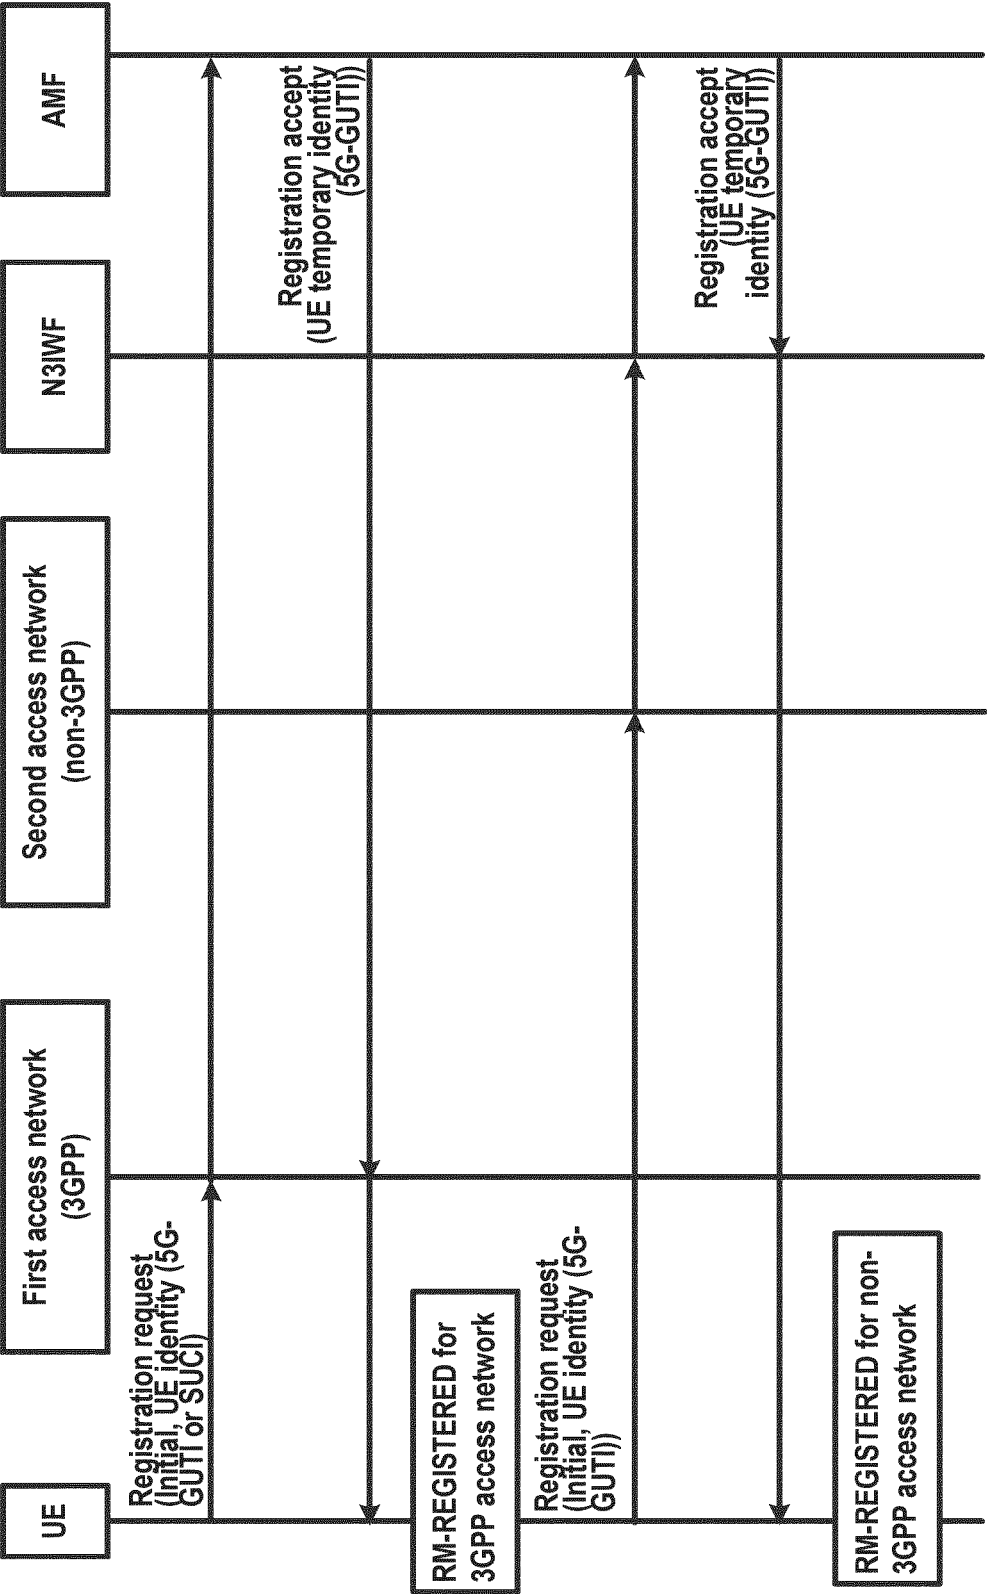 UE
First access network
(3GPP)
Second access network
(non-3GPP)
N3IWF
AMF
Registration request
(Initial, UE identity (5G-
GUTI or SUCI)
Registration accept
(UE temporary identity
(5G-GUTI))
RM-REGISTERED for
3GPP access network
Registration request
(Initial, UE identity (5G-
GUTI))
Registration accept
(UE temporary
identity (5G-GUTI))
RM-REGISTERED for non-
3GPP access network